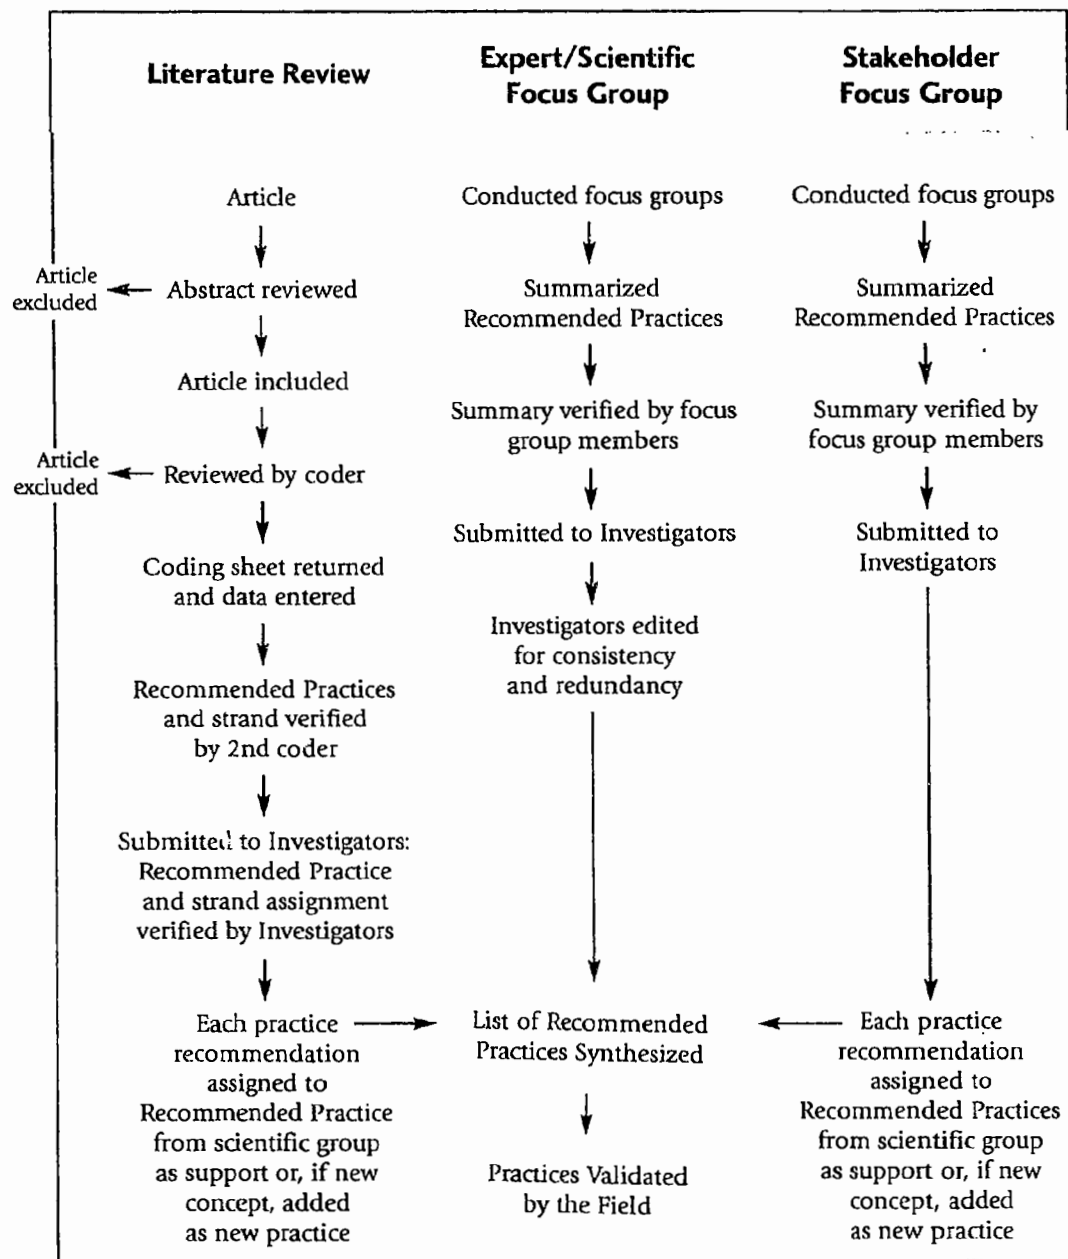 Literature Review
Article
Abstract reviewed
Article
excluded
Article included
Reviewed by coder
Article
excluded
Coding sheet returned
and data entered
Recommended Practices
and strand verified
by 2nd coder
Submitted to Investigators:
Recommended Practice
and strand assignment
verified by Investigators
Each practice
recommendation
assigned to
Recommended Practice
from scientific group
as support or, if new
concept, added
as new practice
Expert/Scientific
Focus Group
Conducted focus groups
Summarized
Recommended Practices
Summary verified by focus
group members
Submitted to Investigators
Investigators edited
for consistency
and redundancy
List of Recommended
Practices Synthesized
Practices Validated
by the Field
Stakeholder
Focus Group
Conducted focus groups
Summarized
Recommended Practices
Summary verified by
focus group members
Submitted to
Investigators
Each practice
recommendation
assigned to
Recommended Practices
from scientific group
as support or, if new
concept, added
as new practice